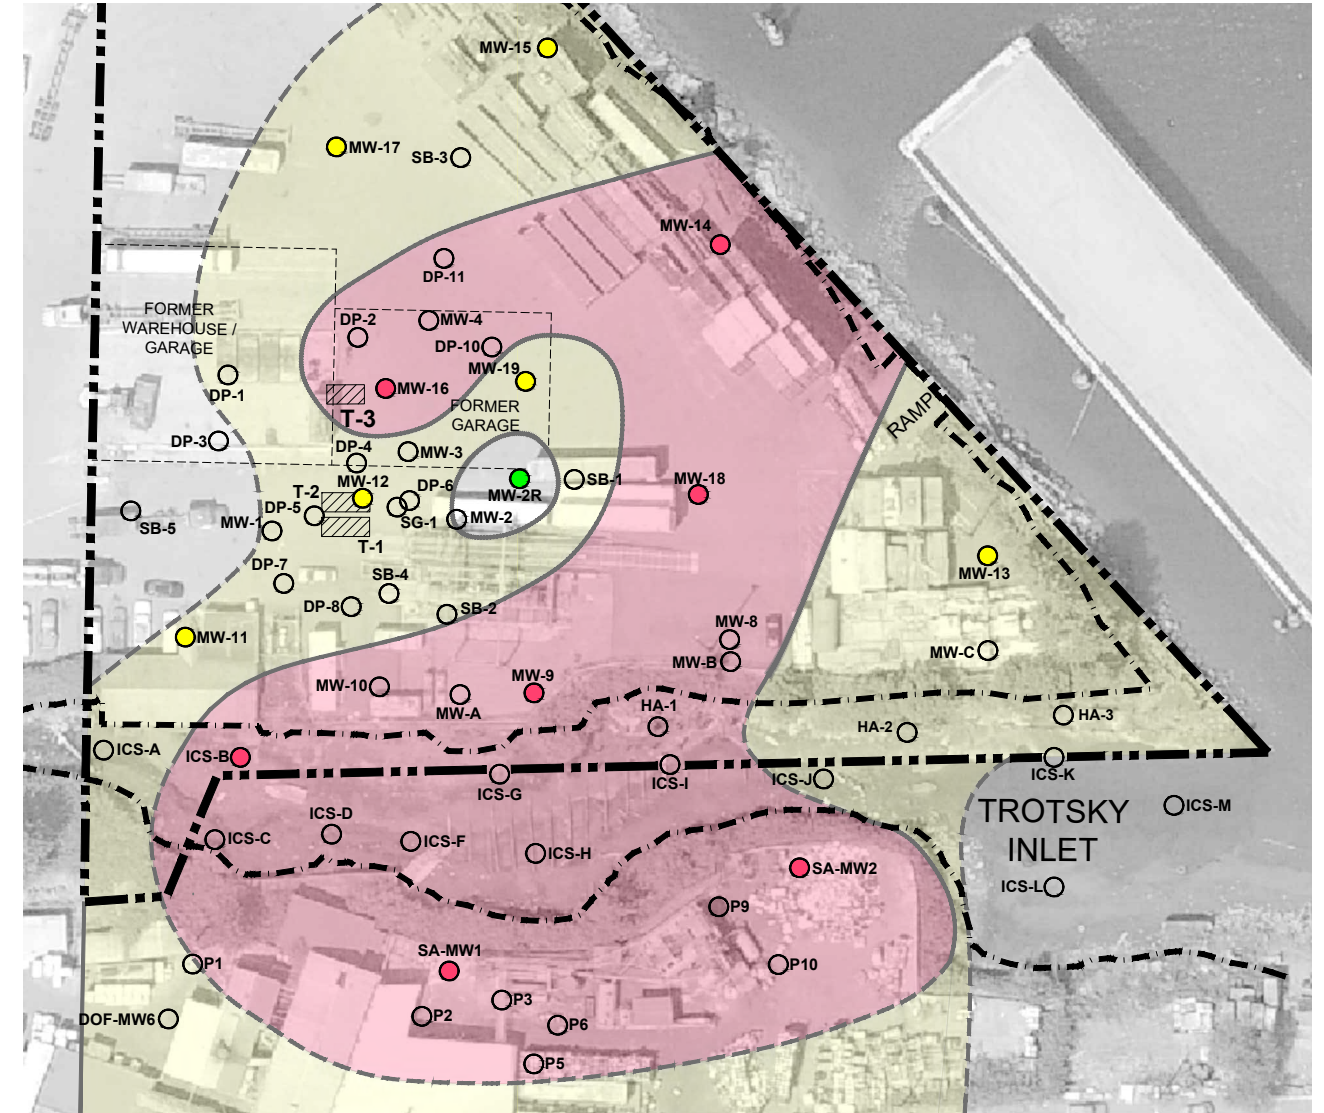 MW-15
MW-17
SB-3
MW-14
DP-11
FORMER
WAREHOUSE /
GARAGE
DP-2
MW-4
DP-10
MW-19
DP-1
MW-16
FORMER
GARAGE
T-3
RAMP
DP-3
DP-4
MW-3
MW-12
MW-18
SB-1
T-2
DP-6
MW-2R
DP-5
SG-1
MW-2
SB-5
MW-1
T-1
DP-7
SB-4
MW-13
DP-8
SB-2
MW-11
MW-8
MW-C
MW-B
MW-10
MW-9
MW-A
HA-1
HA-2
HA-3
ICS-A
ICS-B
ICS-G
ICS-I
ICS-J
ICS-K
TROTSKY
INLET
ICS-M
ICS-D
ICS-C
ICS-F
ICS-H
SA-MW2
ICS-L
P9
SA-MW1
P1
P10
P3
P2
P6
DOF-MW6
P5